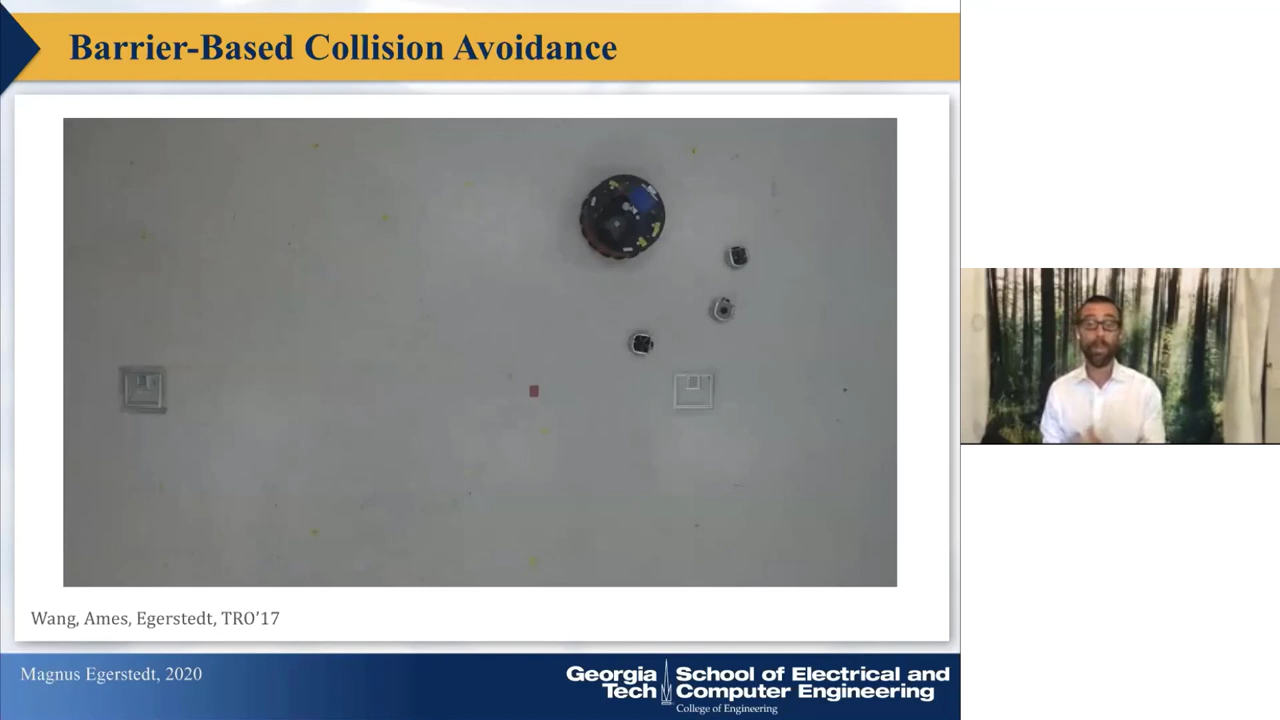 Barrier-Based Collision Avoidance
Wang, Ames, Egerstedt, TRO’17
Magnus Egerstedt, 2020
Georgia Tech
School of Electrical and
Computer Engineering
College of Engineering